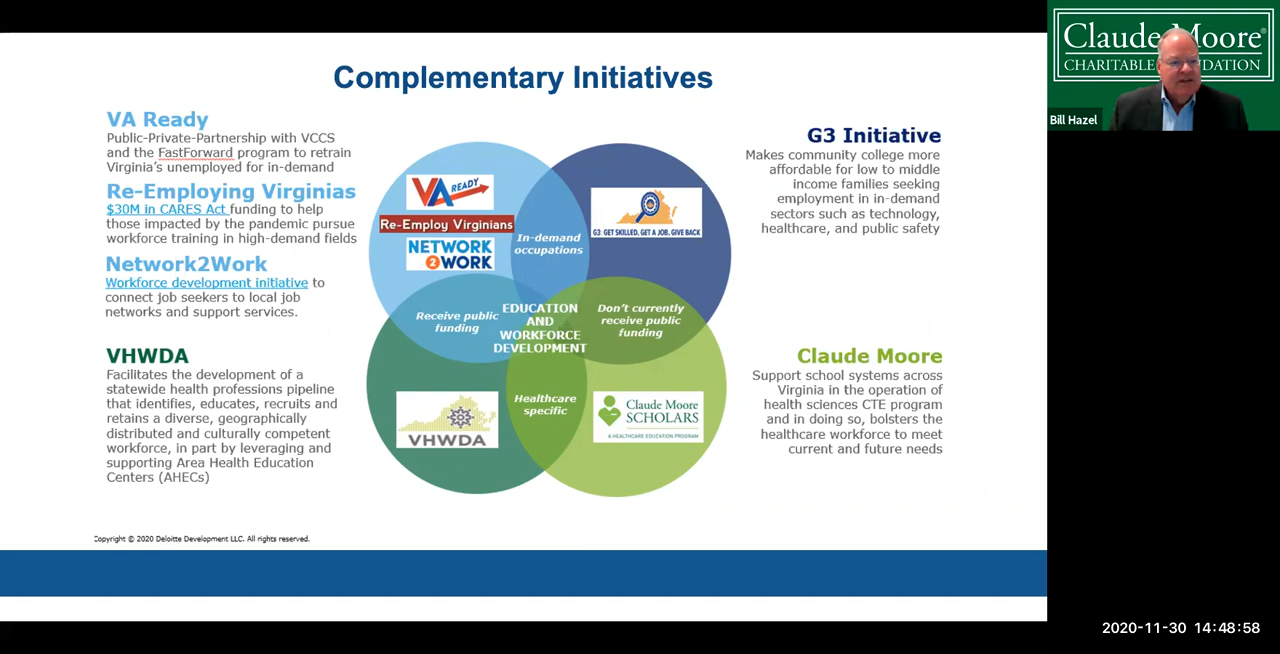 Complementary Initiatives
VA Ready
Public-Private-Partnership with VCCS
and the FastForward program to retrain
Virginia's unemployed for in-demand
Re-Employing Virginias
$30M in CARES Act funding to help
those impacted by the pandemic pursue
workforce training in high-demand fields
Network2Work
Workforce development initiative to
connect job seekers to local job
networks and support services.
VHWDA
Facilitates the development of a
statewide health professions pipeline
that identifies, educates, recruits and
retains a diverse, geographically
distributed and culturally competent
workforce, in part by leveraging and
supporting Area Health Education
Centers (AHECs)
VA READY
Re-Employ Virginians
NETWORK
2WORK
In-demand
occupations
G3: GET SKILLED, GET A JOB, GIVE BACK
Receive public
funding
EDUCATION
AND
WORKFORCE
DEVELOPMENT
Don't currently
receive public
funding
Healthcare
specific
VHWDA
Claude Moore
SCHOLARS
A HEALTHCARE EDUCATION PROGRAM
G3 Initiative
Makes community college more
affordable for low to middle
income families seeking
employment in in-demand
sectors such as technology,
healthcare, and public safety
Claude Moore
Support school systems across
Virginia in the operation of
health sciences CTE program
and in doing so, bolsters the
healthcare workforce to meet
current and future needs
Copyright © 2020 Deloitte Development LLC. All rights reserved.
Claude Moore®
CHARITABLE FOUNDATION
Bill Hazel
2020-11-30 14:48:58